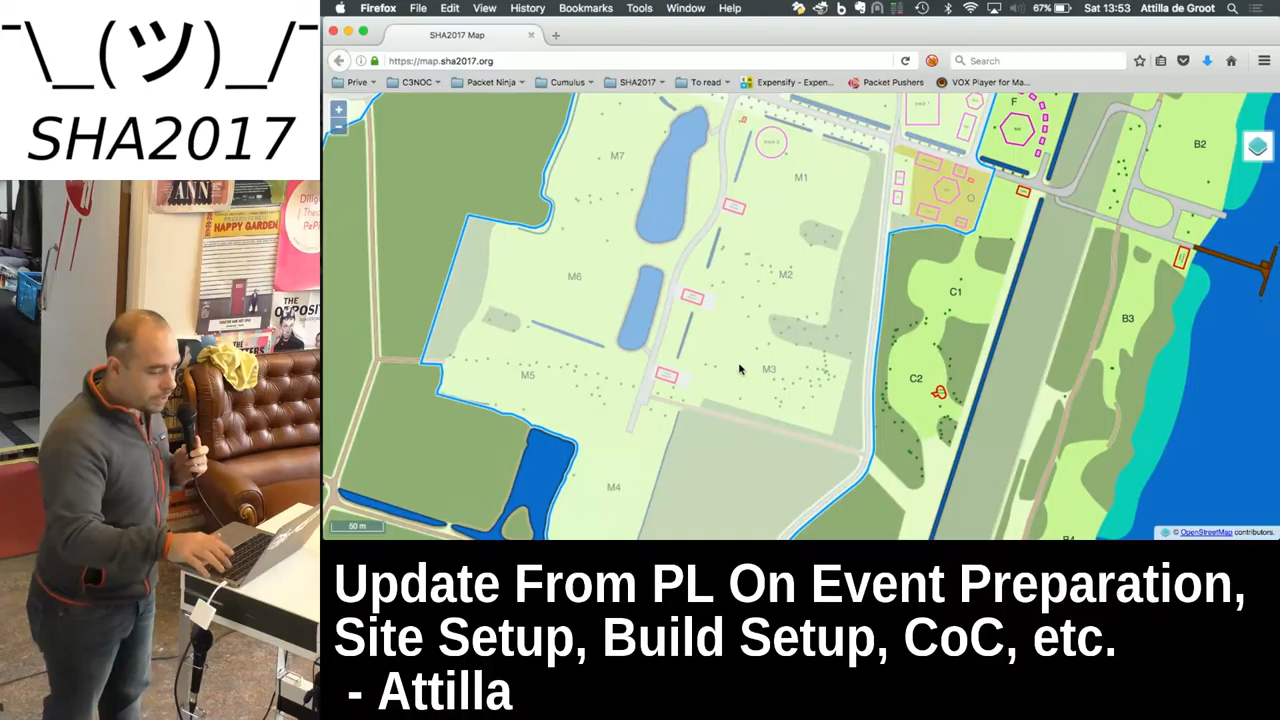 ¯\_(ツ)_/¯
SHA2017
Firefox File Edit View History Bookmarks Tools Window Help
67% Sat 13:53 Attilla de Groot
SHA2017 Map
https://map.sha2017.org
Search
Prive C3NOC Packet Ninja Cumulus SHA2017 To read Expensify - Expen... Packet Pushers VOX Player for Ma...
+
−
F
B2
M7
M1
M6
M2
C1
B3
M5
M3
C2
M4
50 m
© OpenStreetMap contributors.
ANN
HAPPY GARDEN
THE
OPPOSIT
Update From PL On Event Preparation,
Site Setup, Build Setup, CoC, etc.
- Attilla